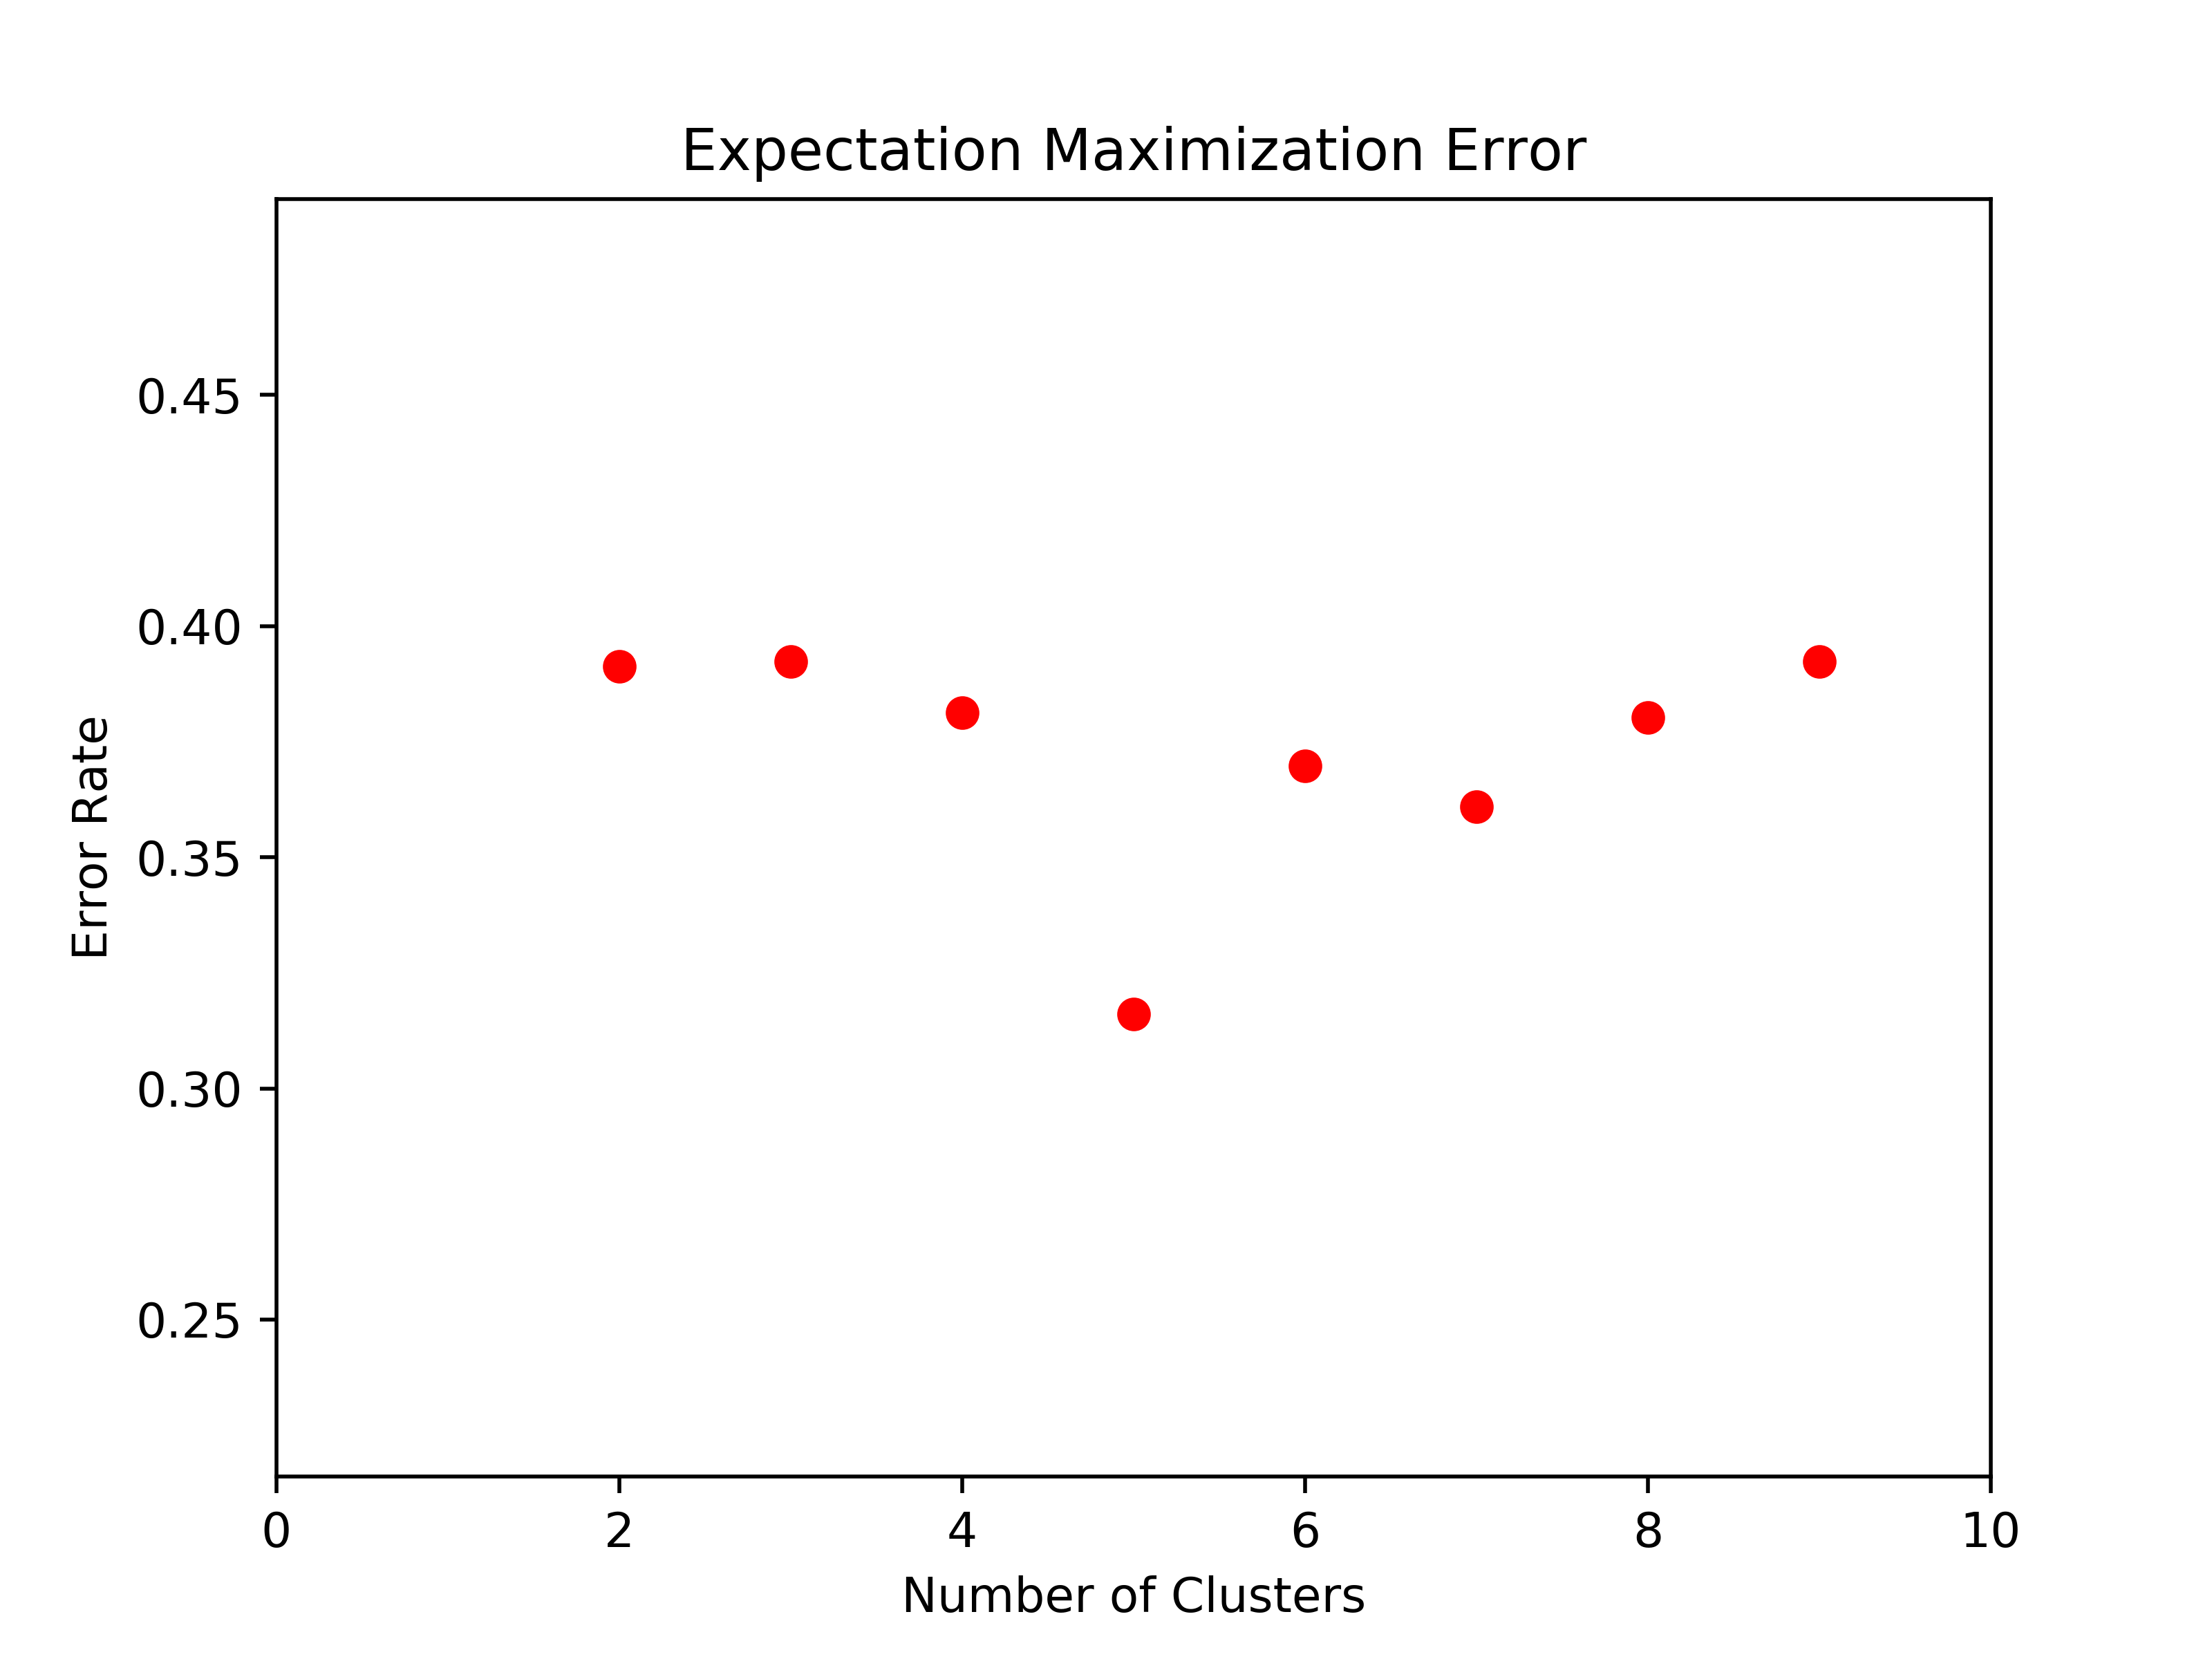 Expectation Maximization Error
0.45
0.40
0.35
0.30
0.25
Error Rate
0 2 4 6 8 10
Number of Clusters